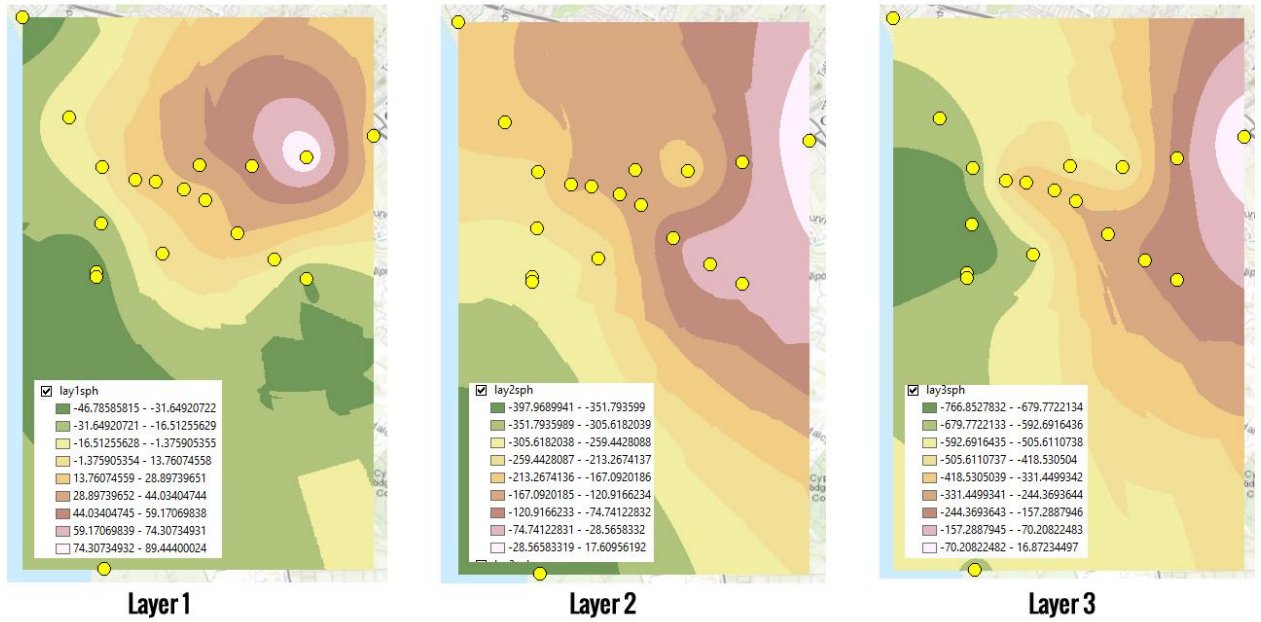 lay1sph
-46.78585815 - -31.64920722
-31.64920721 - -16.51255629
-16.51255628 - -1.375905355
-1.375905354 - 13.76074558
13.76074559 - 28.89739651
28.89739652 - 44.03404744
44.03404745 - 59.17069838
59.17069839 - 74.30734931
74.30734932 - 89.44400024
Layer 1
lay2sph
-397.9689941 - -351.793599
-351.7935989 - -305.6182039
-305.6182038 - -259.4428088
-259.4428087 - -213.2674137
-213.2674136 - -167.0920186
-167.0920185 - -120.9166234
-120.9166233 - -74.74122832
-74.74122831 - -28.5658332
-28.56583319 - 17.60956192
Layer 2
lay3sph
-766.8527832 - -679.7722134
-679.7722133 - -592.6916436
-592.6916435 - -505.6110738
-505.6110737 - -418.530504
-418.5305039 - -331.4499342
-331.4499341 - -244.3693644
-244.3693643 - -157.2887946
-157.2887945 - -70.20822483
-70.20822482 - 16.87234497
Layer 3